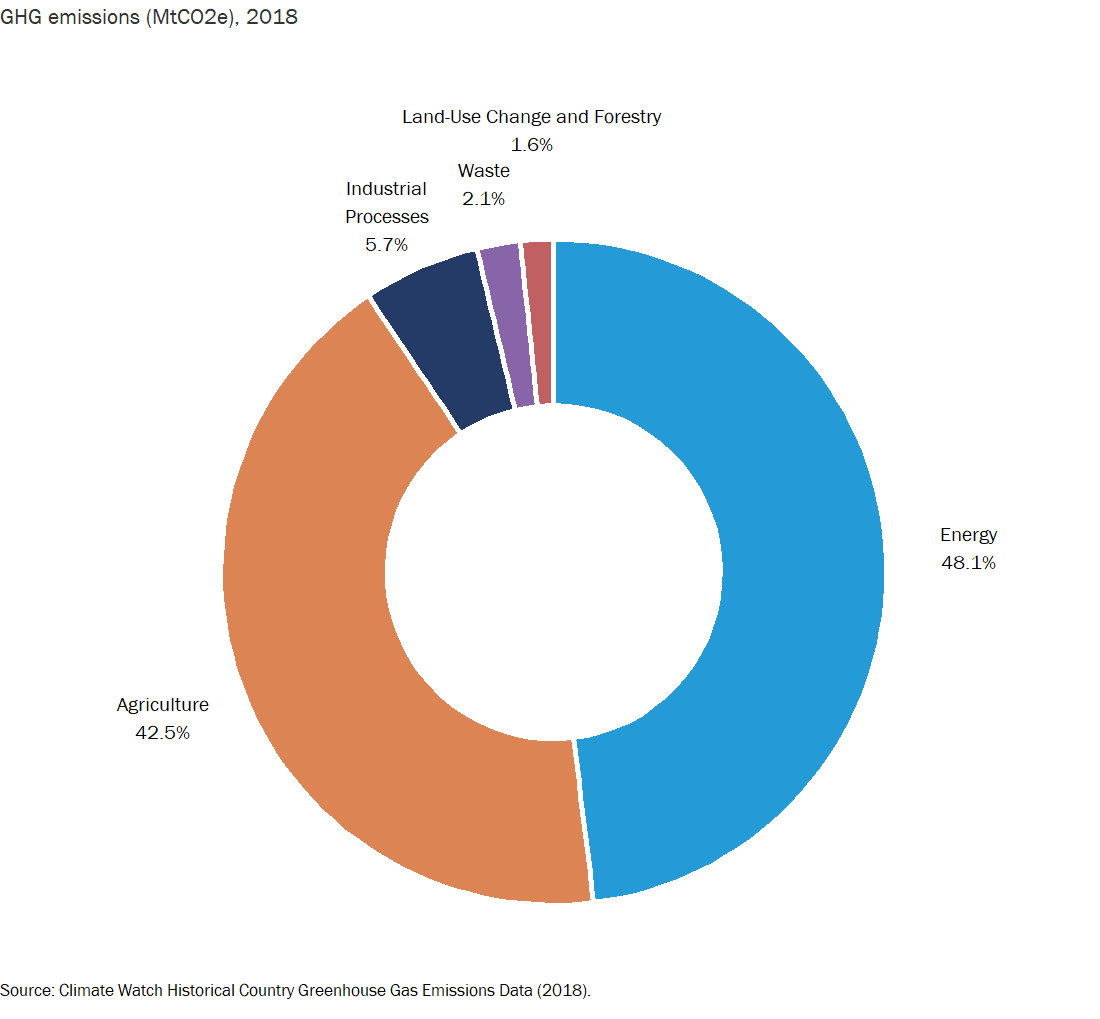 GHG emissions (MtCO2e), 2018
Land-Use Change and Forestry
1.6%
Waste
2.1%
Industrial
Processes
5.7%
Energy
48.1%
Agriculture
42.5%
Source: Climate Watch Historical Country Greenhouse Gas Emissions Data (2018).